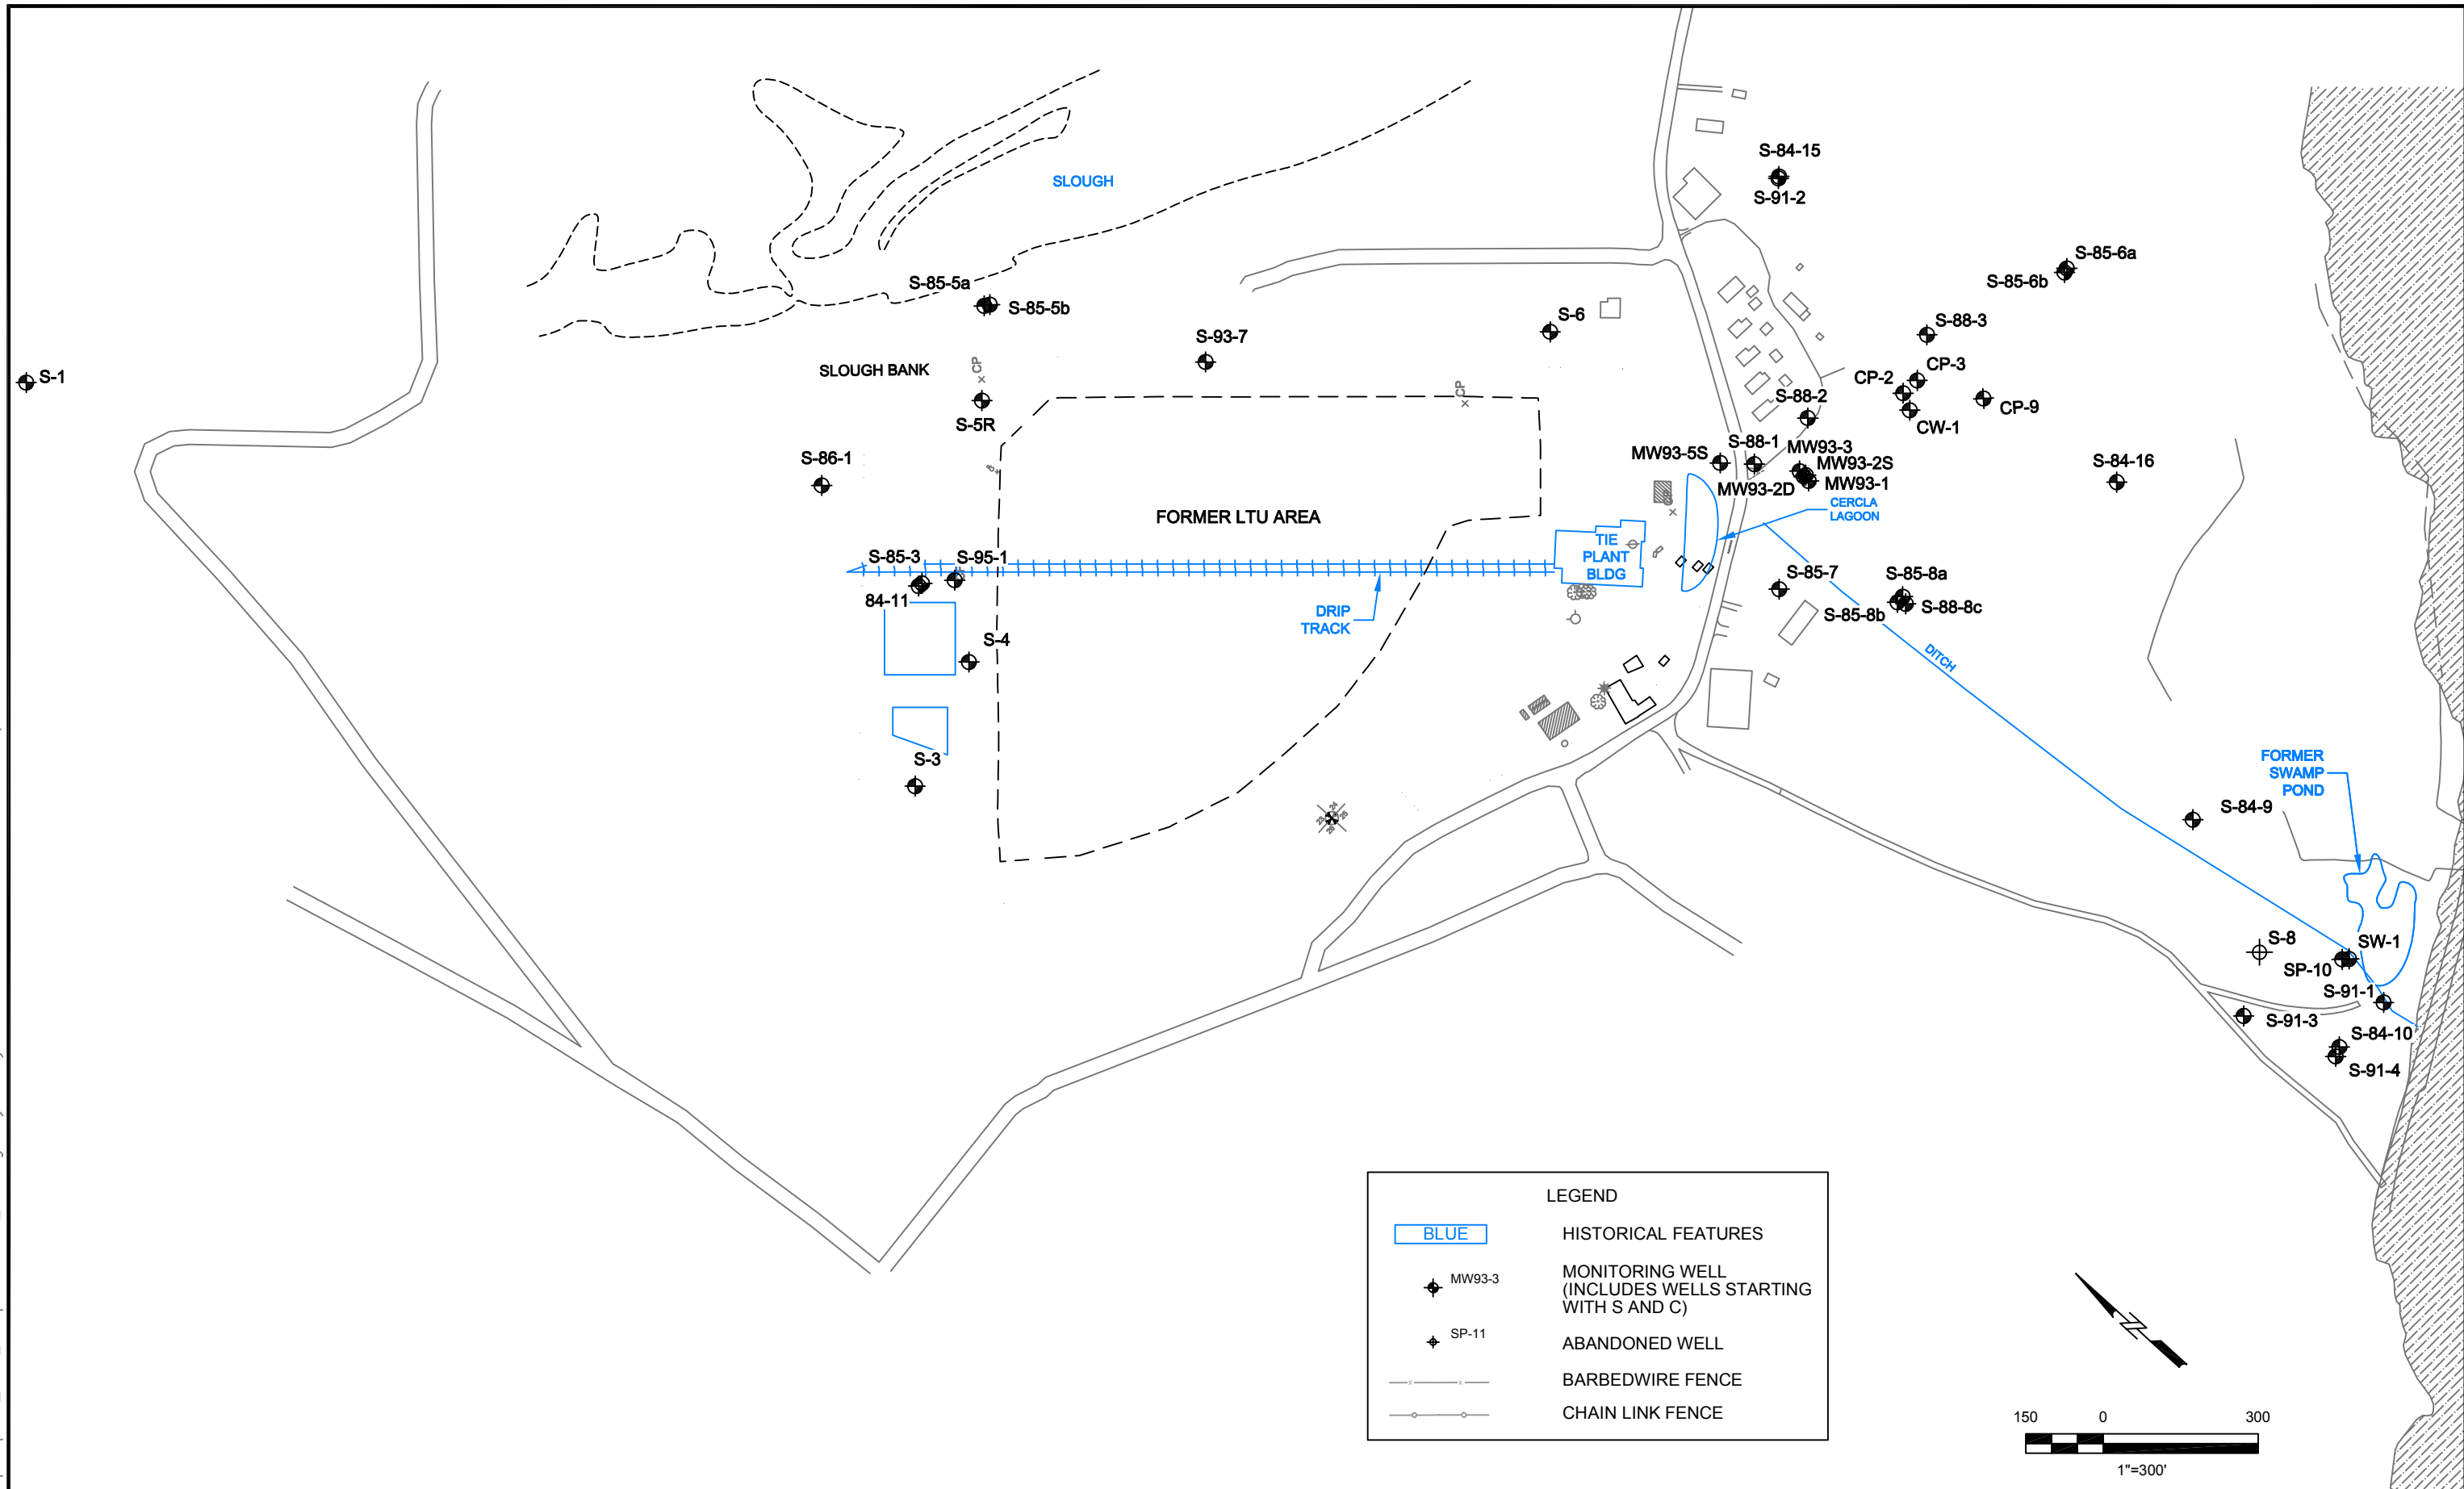 S-84-15
S-91-2
SLOUGH
S-85-6a
S-85-6b
S-85-5a
S-85-5b
S-6
S-88-3
S-93-7
SLOUGH BANK
CP
CP-3
S-1
CP-2
CP
S-88-2
CP-9
S-5R
CW-1
S-88-1
MW93-3
MW93-5S
S-86-1
MW93-2S
S-84-16
MW93-2D
MW93-1
CERCLA
LAGOON
FORMER LTU AREA
TIE
PLANT
BLDG
S-85-3
S-95-1
S-85-7
S-85-8a
84-11
S-85-8b
S-88-8c
DRIP
TRACK
S-4
DITCH
S-3
FORMER
SWAMP
POND
S-84-9
S-8
SW-1
SP-10
S-91-1
S-91-3
S-84-10
S-91-4
LEGEND
BLUE
HISTORICAL FEATURES
MW93-3
MONITORING WELL
(INCLUDES WELLS STARTING
WITH S AND C)
SP-11
ABANDONED WELL
BARBEDWIRE FENCE
CHAIN LINK FENCE
150 0 300
1"=300'